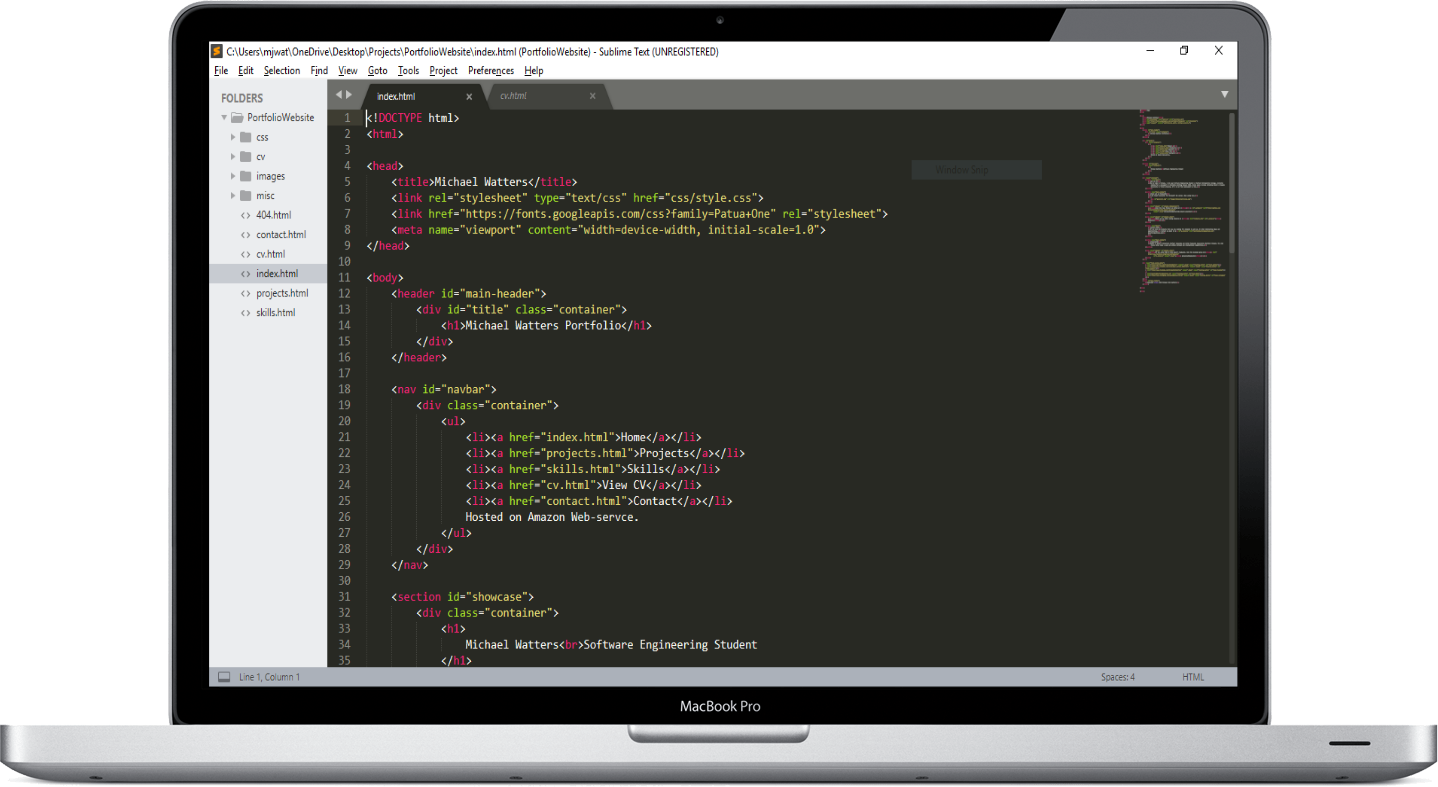 C:\Users\mjwat\OneDrive\Desktop\Projects\PortfolioWebsite\index.html (PortfolioWebsite) - Sublime Text (UNREGISTERED)
File Edit Selection Find View Goto Tools Project Preferences Help
FOLDERS
PortfolioWebsite
css
cv
images
misc
404.html
contact.html
cv.html
index.html
projects.html
skills.html
index.html cv.html
Window Snip
1 <!DOCTYPE html>
2 <html>
3
4 <head>
5 <title>Michael Watters</title>
6 <link rel="stylesheet" type="text/css" href="css/style.css">
7 <link href="https://fonts.googleapis.com/css?family=Patua+One" rel="stylesheet">
8 <meta name="viewport" content="width=device-width, initial-scale=1.0">
9 </head>
10
11 <body>
12 <header id="main-header">
13 <div id="title" class="container">
14 <h1>Michael Watters Portfolio</h1>
15 </div>
16 </header>
17
18 <nav id="navbar">
19 <div class="container">
20 <ul>
21 <li><a href="index.html">Home</a></li>
22 <li><a href="projects.html">Projects</a></li>
23 <li><a href="skills.html">Skills</a></li>
24 <li><a href="cv.html">View CV</a></li>
25 <li><a href="contact.html">Contact</a></li>
26 Hosted on Amazon Web-servce.
27 </ul>
28 </div>
29 </nav>
30
31 <section id="showcase">
32 <div class="container">
33 <h1>
34 Michael Watters<br>Software Engineering Student
35 </h1>
Line 1, Column 1 Spaces: 4 HTML
MacBook Pro